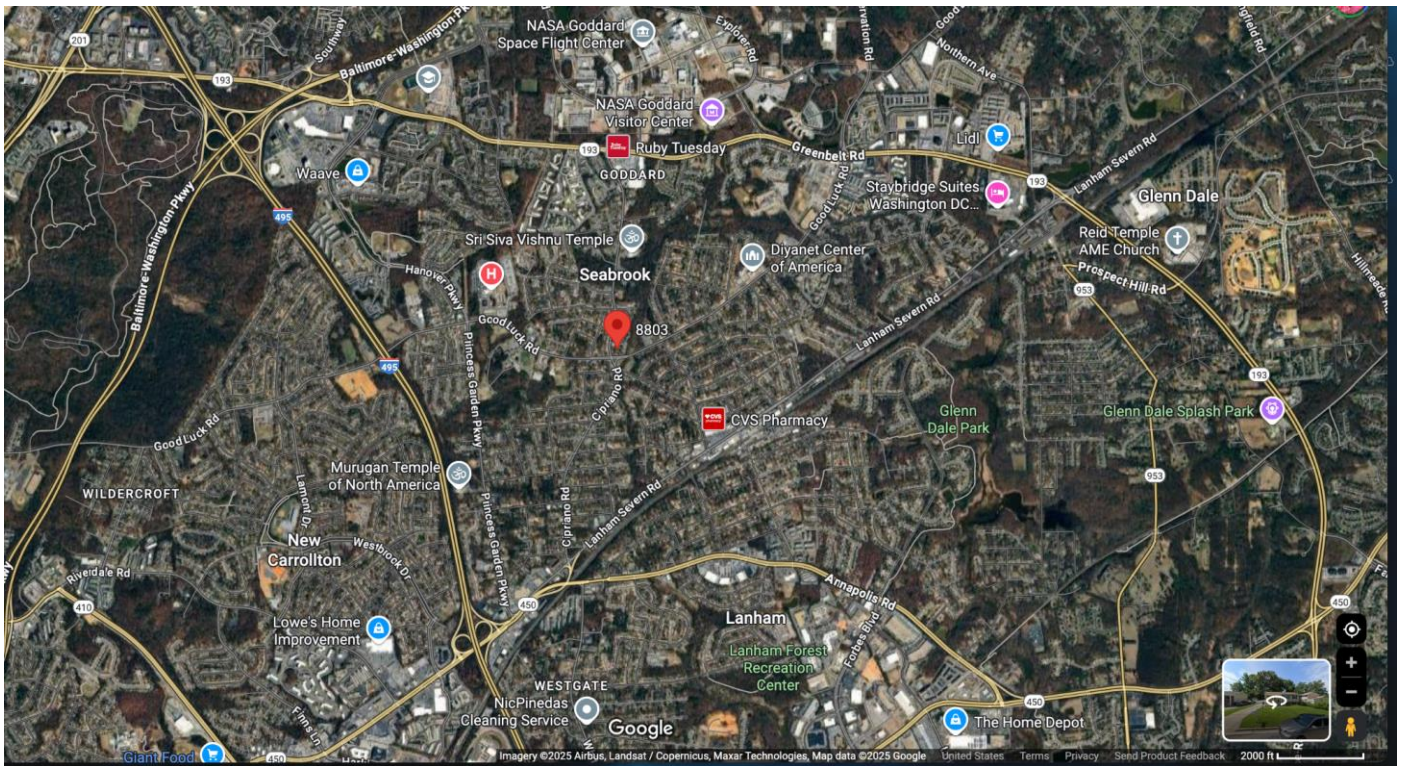 NASA Goddard
Space Flight Center
Explorer Rd
Northern Ave
201
Southway
Baltimore-Washington Pkwy
193
NASA Goddard
Visitor Center
193
Ruby Tuesday
Greenbelt Rd
Lidl
Lanham Severn Rd
GODDARD
Waave
Good Luck Rd
Staybridge Suites
Washington DC...
193
Glenn Dale
495
Baltimore-Washington Pkwy
Sri Siva Vishnu Temple
Diyanet Center
of America
Reid Temple
AME Church
Hanover Pkwy
H
Seabrook
953
Prospect Hill Rd
Hillmeade Rd
Good Luck Rd
8803
Lanham Severn Rd
495
Princess Garden Pkwy
Cipriano Rd
193
Good Luck Rd
CVS Pharmacy
Glenn
Dale Park
Glenn Dale Splash Park
Murugan Temple
of North America
953
WILDERCROFT
Lamont Dr
Princess Garden Pkwy
Cipriano Rd
Lanham Severn Rd
New
Carrollton
Westbrook Dr
Riverdale Rd
410
450
Annapolis Rd
450
Lowe's Home
Improvement
Lanham
Forbes Blvd
Lanham Forest
Recreation
Center
WESTGATE
NicPinedas
Cleaning Service
Finns Ln
450
The Home Depot
Google
Giant Food
450
Imagery ©2025 Airbus, Landsat / Copernicus, Maxar Technologies, Map data ©2025 Google
United States
Terms
Privacy
Send Product Feedback
2000 ft